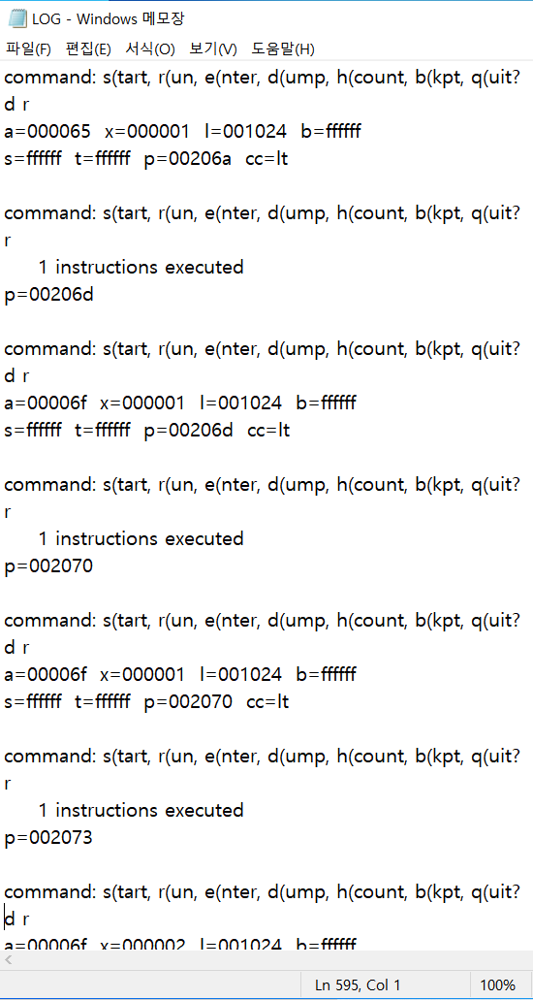 LOG - Windows 메모장
파일(F) 편집(E) 서식(O) 보기(V) 도움말(H)
command: s(tart, r(un, e(nter, d(ump, h(count, b(kpt, q(uit?
d r
a=000065 x=000001 l=001024 b=ffffff
s=ffffff t=ffffff p=00206a cc=lt
command: s(tart, r(un, e(nter, d(ump, h(count, b(kpt, q(uit?
r
1 instructions executed
p=00206d
command: s(tart, r(un, e(nter, d(ump, h(count, b(kpt, q(uit?
d r
a=00006f x=000001 l=001024 b=ffffff
s=ffffff t=ffffff p=00206d cc=lt
command: s(tart, r(un, e(nter, d(ump, h(count, b(kpt, q(uit?
r
1 instructions executed
p=002070
command: s(tart, r(un, e(nter, d(ump, h(count, b(kpt, q(uit?
d r
a=00006f x=000001 l=001024 b=ffffff
s=ffffff t=ffffff p=002070 cc=lt
command: s(tart, r(un, e(nter, d(ump, h(count, b(kpt, q(uit?
r
1 instructions executed
p=002073
command: s(tart, r(un, e(nter, d(ump, h(count, b(kpt, q(uit?
d r
a=00006f x=000002 l=001024 b=ffffff
Ln 595, Col 1 100%